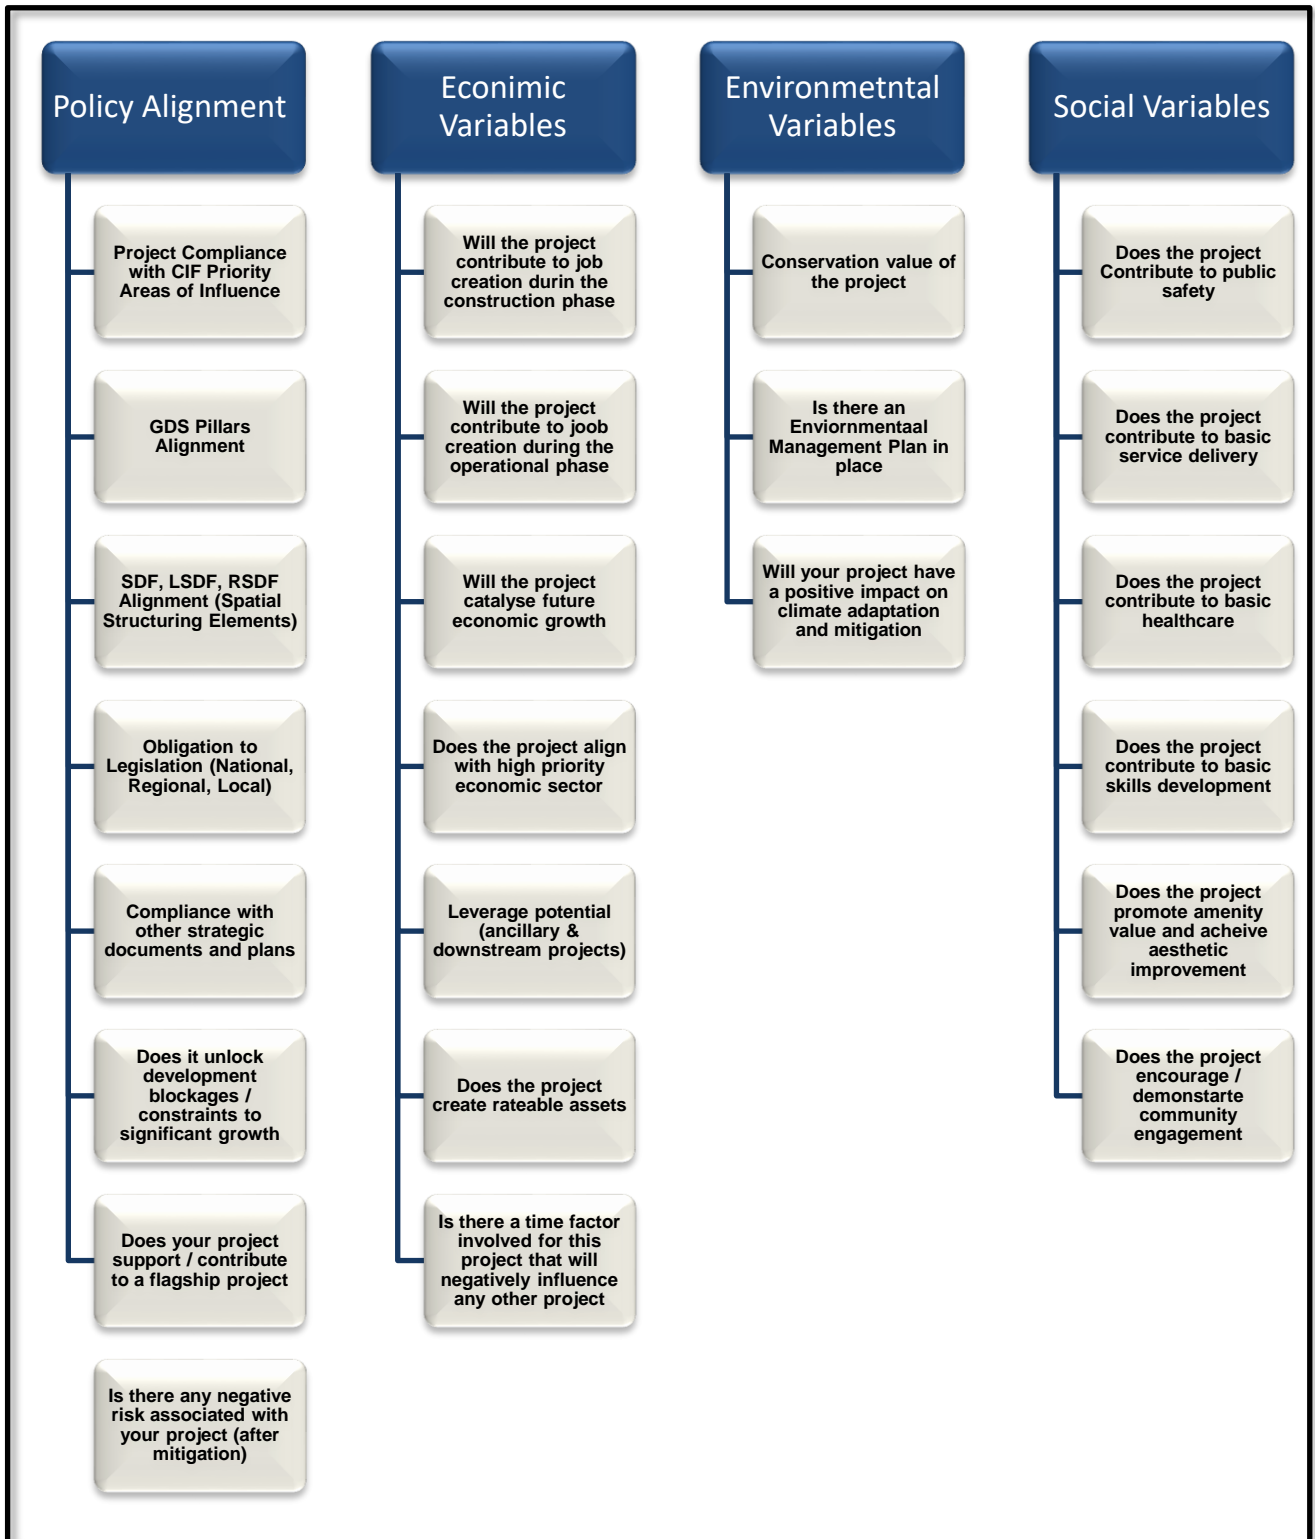 Policy Alignment
Project Compliance
with CIF Priority
Areas of Influence
GDS Pillars
Alignment
SDF, LSDF, RSDF
Alignment (Spatial
Structuring Elements)
Obligation to
Legislation (National,
Regional, Local)
Compliance with
other strategic
documents and plans
Does it unlock
development
blockages /
constraints to
significant growth
Does your project
support / contribute
to a flagship project
Is there any negative
risk associated with
your project (after
mitigation)
Econimic
Variables
Will the project
contribute to job
creation durin the
construction phase
Will the project
contribute to joob
creation during the
operational phase
Will the project
catalyse future
economic growth
Does the project align
with high priority
economic sector
Leverage potential
(ancillary &
downstream projects)
Does the project
create rateable assets
Is there a time factor
involved for this
project that will
negatively influence
any other project
Environmetntal
Variables
Conservation value of
the project
Is there an
Enviornmentaal
Management Plan in
place
Will your project have
a positive impact on
climate adaptation
and mitigation
Social Variables
Does the project
Contribute to public
safety
Does the project
contribute to basic
service delivery
Does the project
contribute to basic
healthcare
Does the project
contribute to basic
skills development
Does the project
promote amenity
value and acheive
aesthetic
improvement
Does the project
encourage /
demonstarte
community
engagement